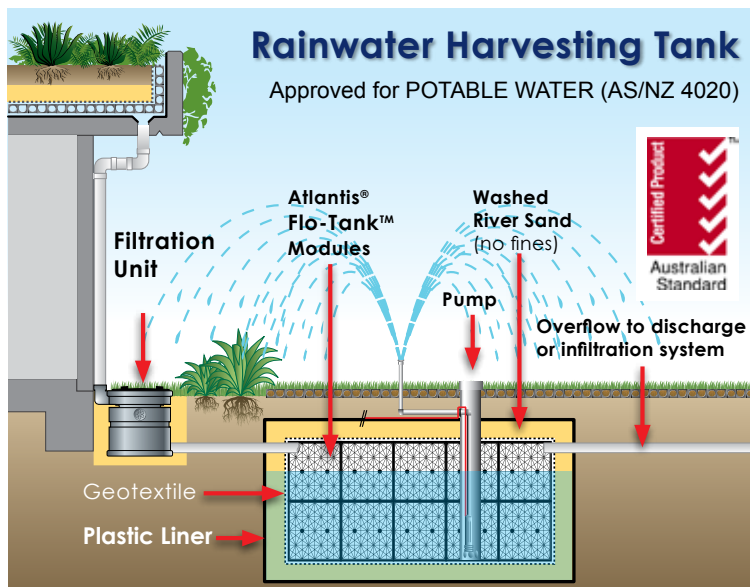 Rainwater Harvesting Tank
Approved for POTABLE WATER (AS/NZ 4020)
Certified Product
TM
Australian
Standard
Atlantis®
Flo-Tank™
Modules
Washed
River Sand
(no fines)
Filtration
Unit
Pump
Overflow to discharge
or infiltration system
Geotextile
Plastic Liner